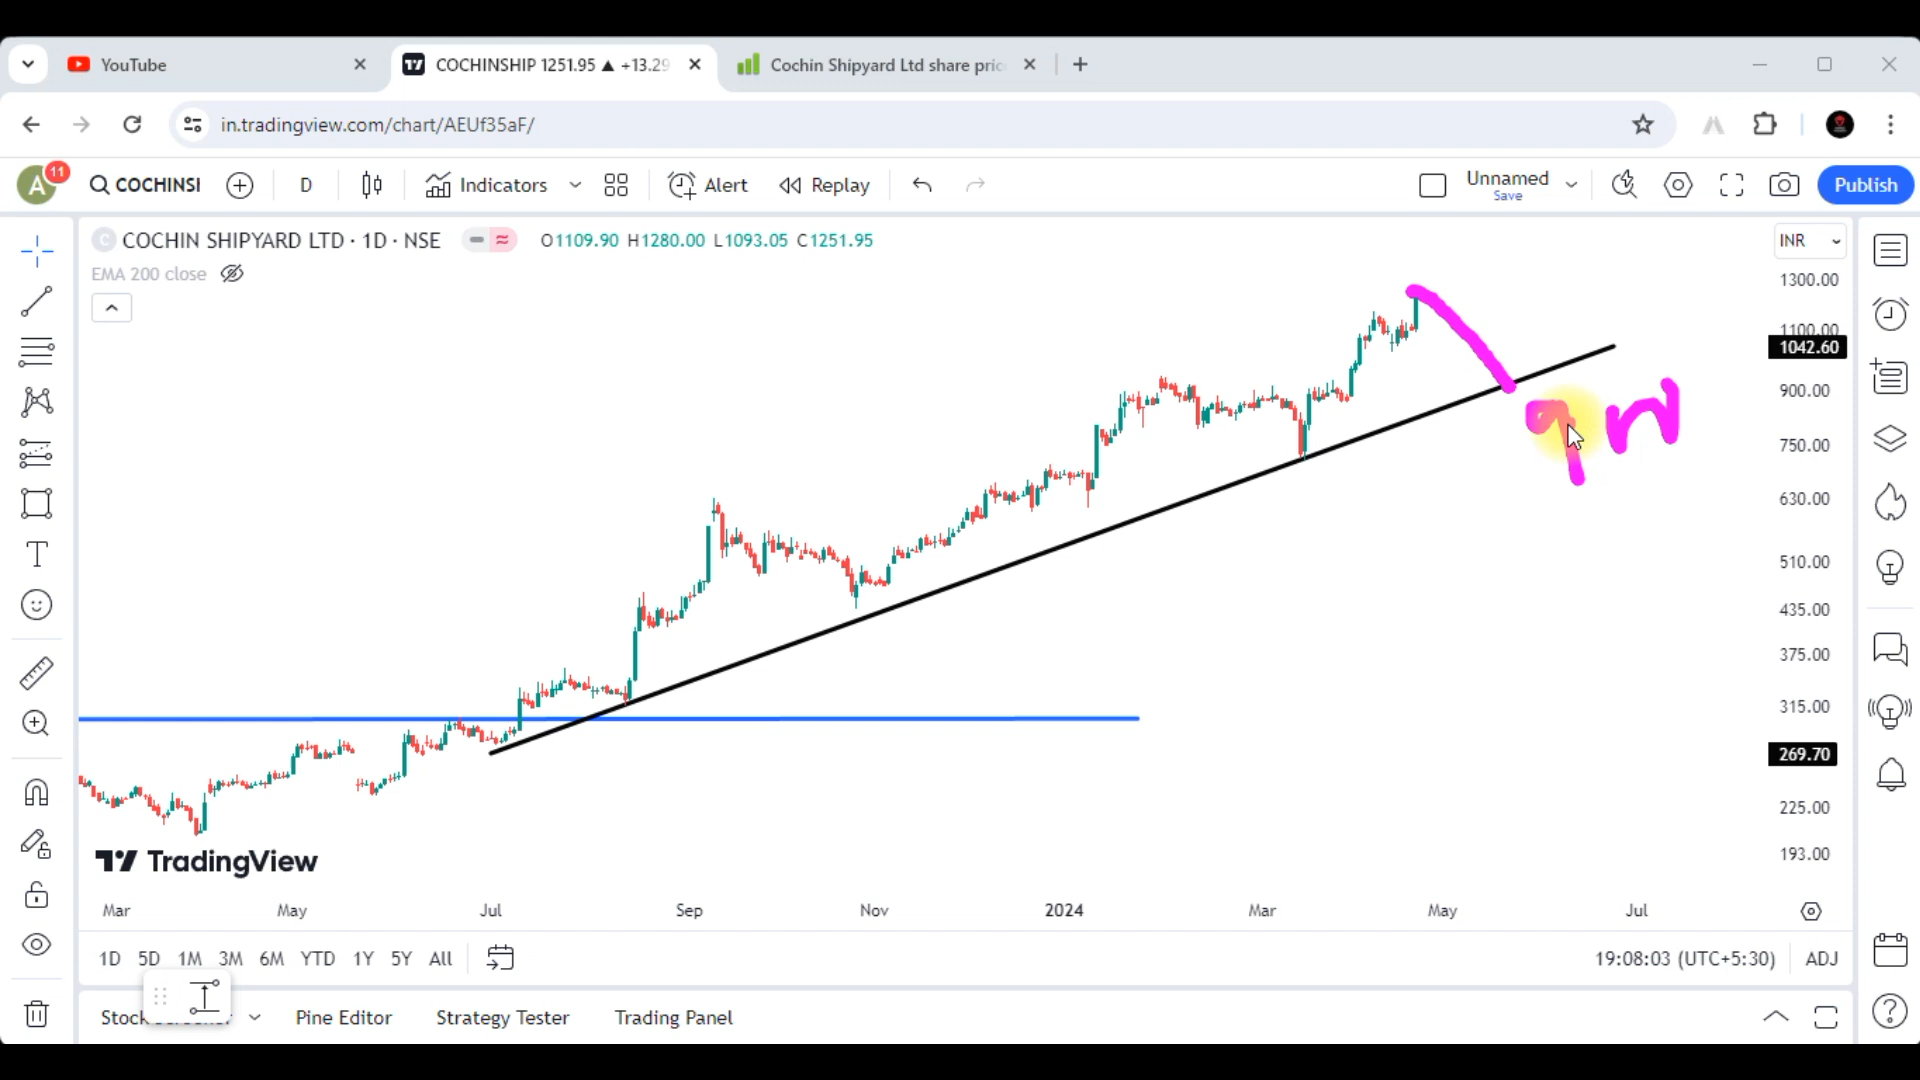 YouTube
COCHINSHIP 1251.95 ▲ +13.29
Cochin Shipyard Ltd share pric
in.tradingview.com/chart/AEUf35aF/
A 11 COCHINSI D Indicators Alert Replay Unnamed Save Publish
COCHIN SHIPYARD LTD · 1D · NSE O1109.90 H1280.00 L1093.05 C1251.95 INR
EMA 200 close
1300.00
1100.00
1042.60
900.00
750.00
630.00
510.00
435.00
375.00
315.00
269.70
225.00
193.00
TradingView
Mar May Jul Sep Nov 2024 Mar May Jul
1D 5D 1M 3M 6M YTD 1Y 5Y All 19:08:03 (UTC+5:30) ADJ
Stock Pine Editor Strategy Tester Trading Panel